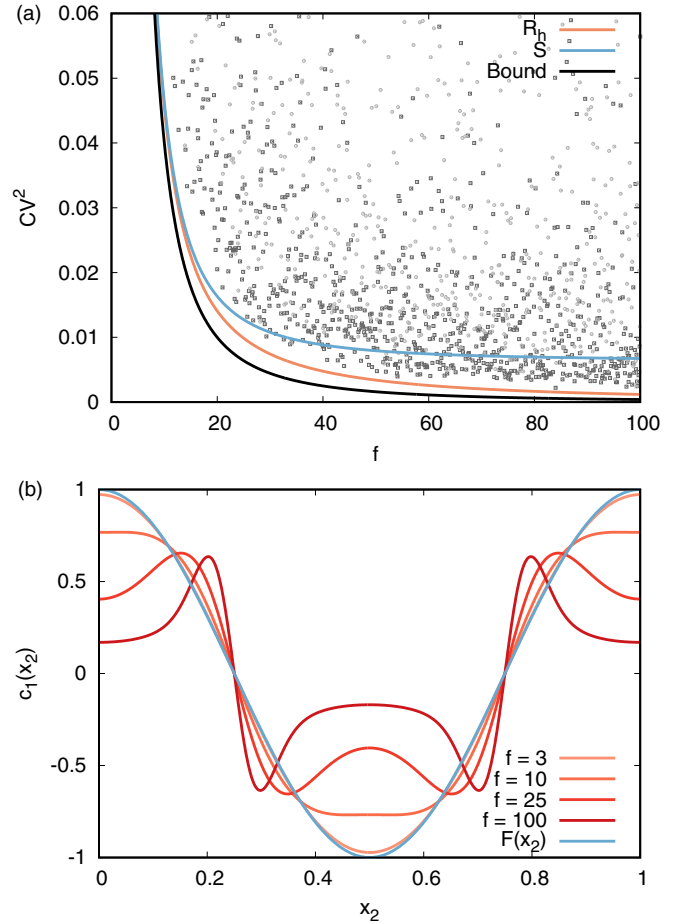 (a)
0.06
0.05
0.04
0.03
0.02
0.01
0
CV²
R_h
S
Bound
0 20 40 60 80 100
f
(b)
1
0.5
0
-0.5
-1
c₁(x₂)
f = 3
f = 10
f = 25
f = 100
F(x₂)
0 0.2 0.4 0.6 0.8 1
x₂